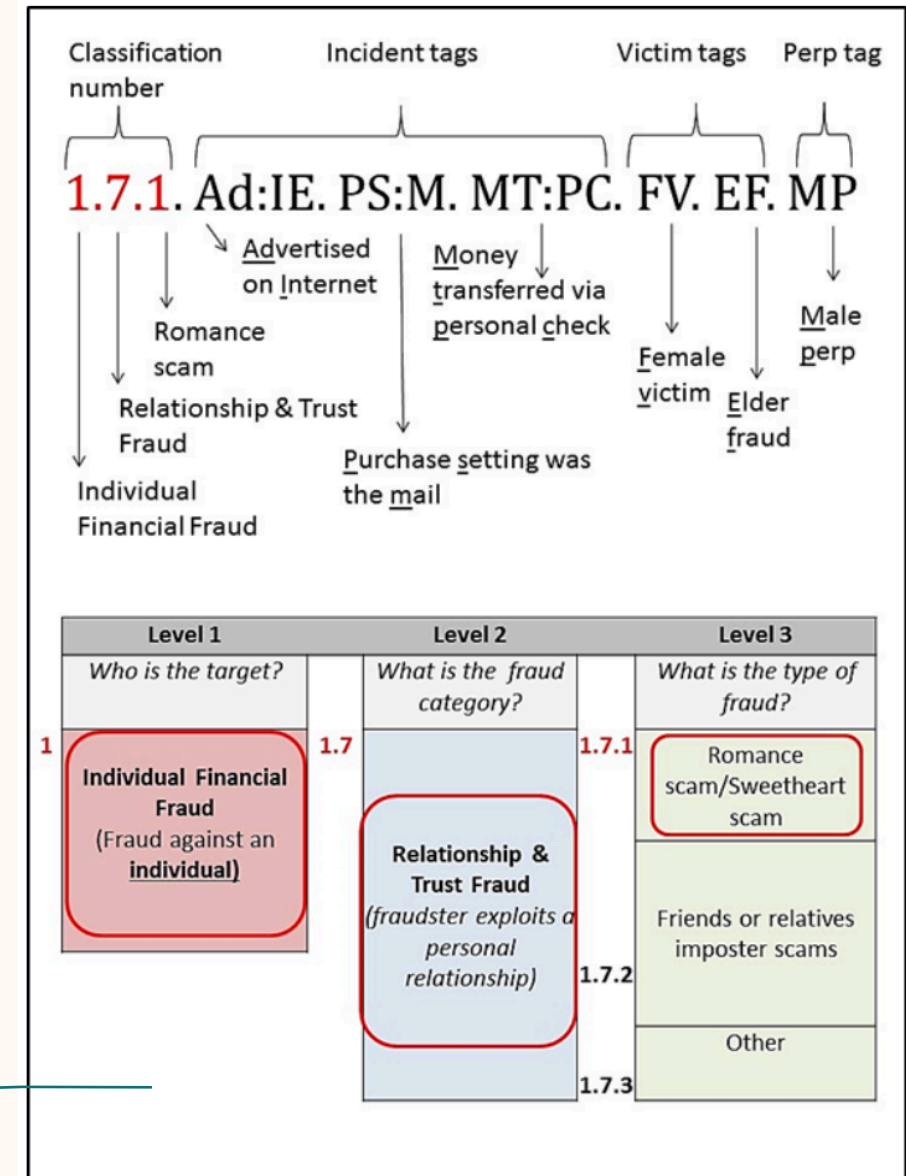 Classification number
Incident tags
Victim tags
Perp tag
1.7.1. Ad:IE. PS:M. MT:PC. FV. EF. MP
Advertised
on Internet
Money
transferred via
personal check
Romance
scam
Relationship & Trust
Fraud
Individual
Financial Fraud
Purchase setting was
the mail
Female
victim
Elder
fraud
Male
perp
Level 1
Level 2
Level 3
Who is the target?
What is the fraud
category?
What is the type of
fraud?
1
Individual Financial
Fraud
(Fraud against an
individual)
1.7
Relationship &
Trust Fraud
(fraudster exploits a
personal
relationship)
1.7.1
Romance
scam/Sweetheart
scam
1.7.2
Friends or relatives
imposter scams
1.7.3
Other